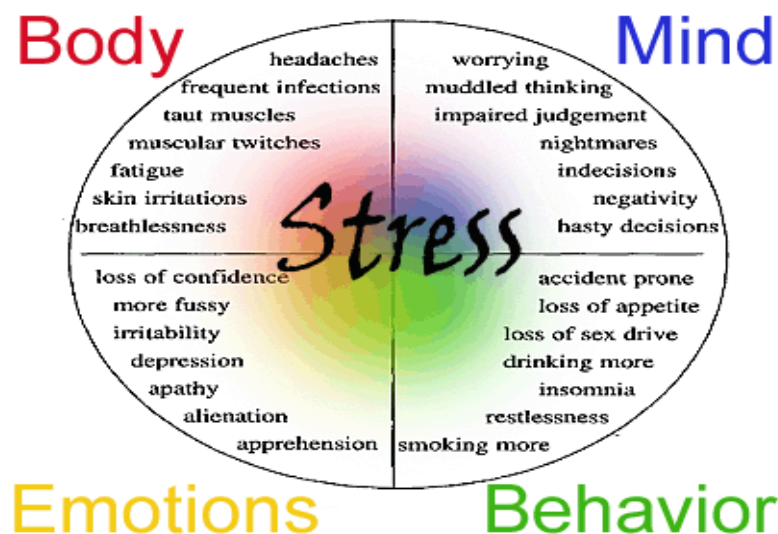 Body
headaches
frequent infections
taut muscles
muscular twitches
fatigue
skin irritations
breathlessness
Mind
worrying
muddled thinking
impaired judgement
nightmares
indecisions
negativity
hasty decisions
Stress
loss of confidence
more fussy
irritability
depression
apathy
alienation
apprehension
Emotions
accident prone
loss of appetite
loss of sex drive
drinking more
insomnia
restlessness
smoking more
Behavior